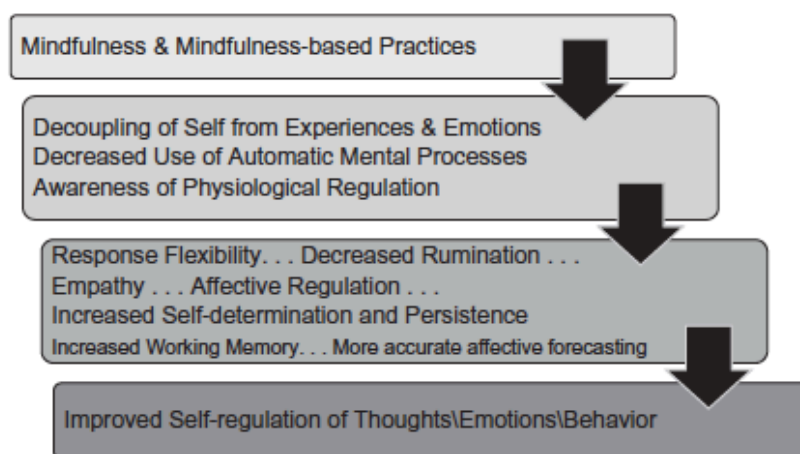 Mindfulness & Mindfulness-based Practices
Decoupling of Self from Experiences & Emotions
Decreased Use of Automatic Mental Processes
Awareness of Physiological Regulation
Response Flexibility. . . Decreased Rumination . . .
Empathy . . . Affective Regulation . . .
Increased Self-determination and Persistence
Increased Working Memory. . . More accurate affective forecasting
Improved Self-regulation of Thoughts\Emotions\Behavior